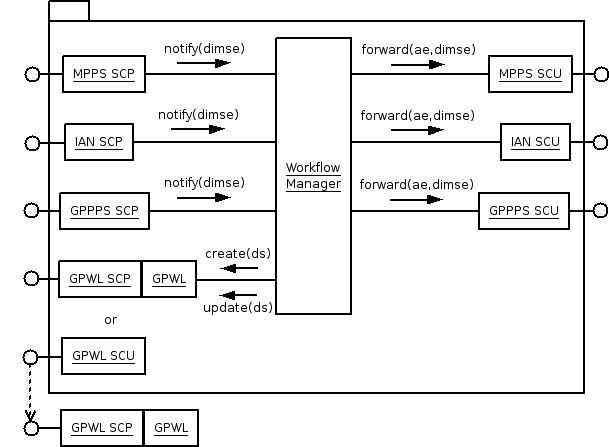 notify(dimse)
forward(ae,dimse)
MPPS SCP
MPPS SCU
notify(dimse)
forward(ae,dimse)
IAN SCP
IAN SCU
Workflow
Manager
notify(dimse)
forward(ae,dimse)
GPPPS SCP
GPPPS SCU
create(ds)
GPWL SCP
GPWL
update(ds)
or
GPWL SCU
GPWL SCP
GPWL